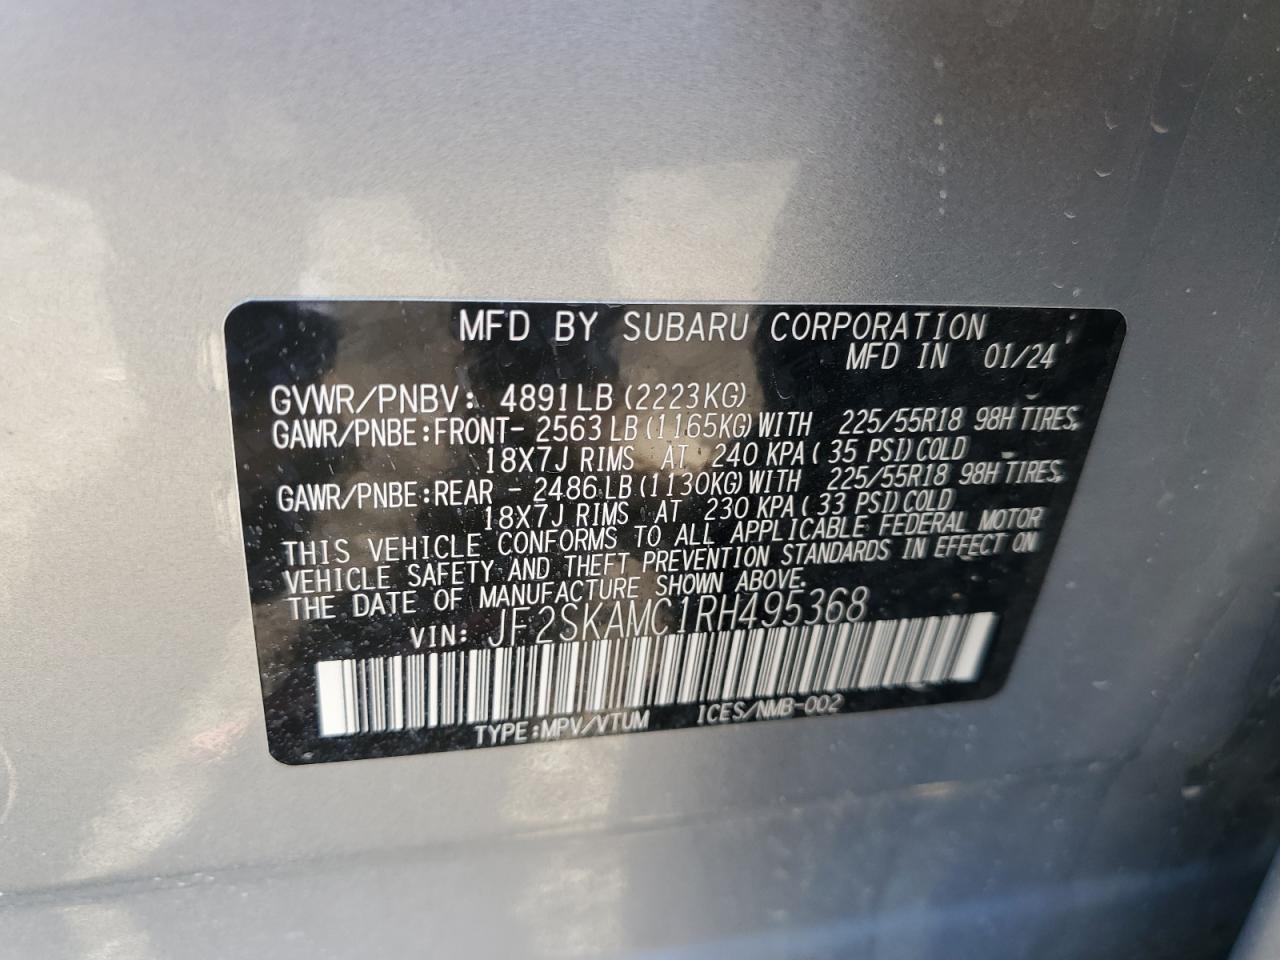 MFD BY SUBARU CORPORATION
MFD IN 01/24
GVWR/PNBV: 4891LB (2223KG)
GAWR/PNBE:FRONT- 2563 LB (1165KG) WITH 225/55R18 98H TIRES,
18X7J RIMS AT 240 KPA ( 35 PSI) COLD
GAWR/PNBE:REAR - 2486 LB (1130KG) WITH 225/55R18 98H TIRES,
18X7J RIMS AT 230 KPA ( 33 PSI) COLD
THIS VEHICLE CONFORMS TO ALL APPLICABLE FEDERAL MOTOR
VEHICLE SAFETY AND THEFT PREVENTION STANDARDS IN EFFECT ON
THE DATE OF MANUFACTURE SHOWN ABOVE.
VIN: JF2SKAMC1RH495368
TYPE:MPV/VTUM ICES/NMB-002